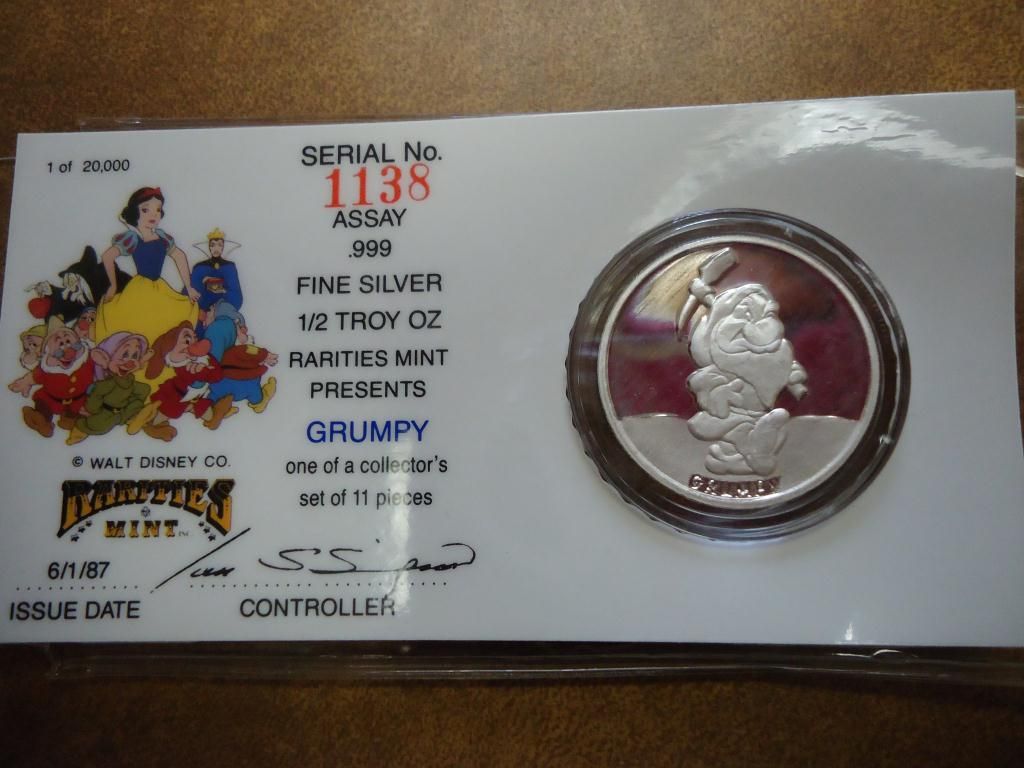 1 of 20,000
SERIAL No.
1138
ASSAY
.999
FINE SILVER
1/2 TROY OZ
RARITIES MINT
PRESENTS
GRUMPY
one of a collector's
set of 11 pieces
© WALT DISNEY CO.
RARITIES
MINT INC
6/1/87
ISSUE DATE
CONTROLLER
GRUMPY